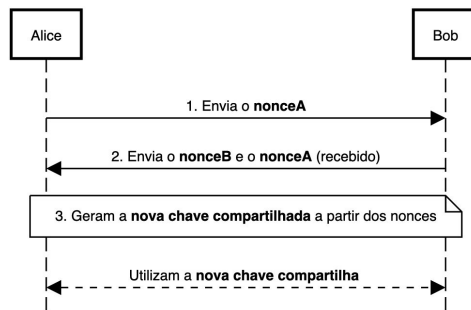 Alice Bob
1. Envia o nonceA
2. Envia o nonceB e o nonceA (recebido)
3. Geram a nova chave compartilhada a partir dos nonces
Utilizam a nova chave compartilha